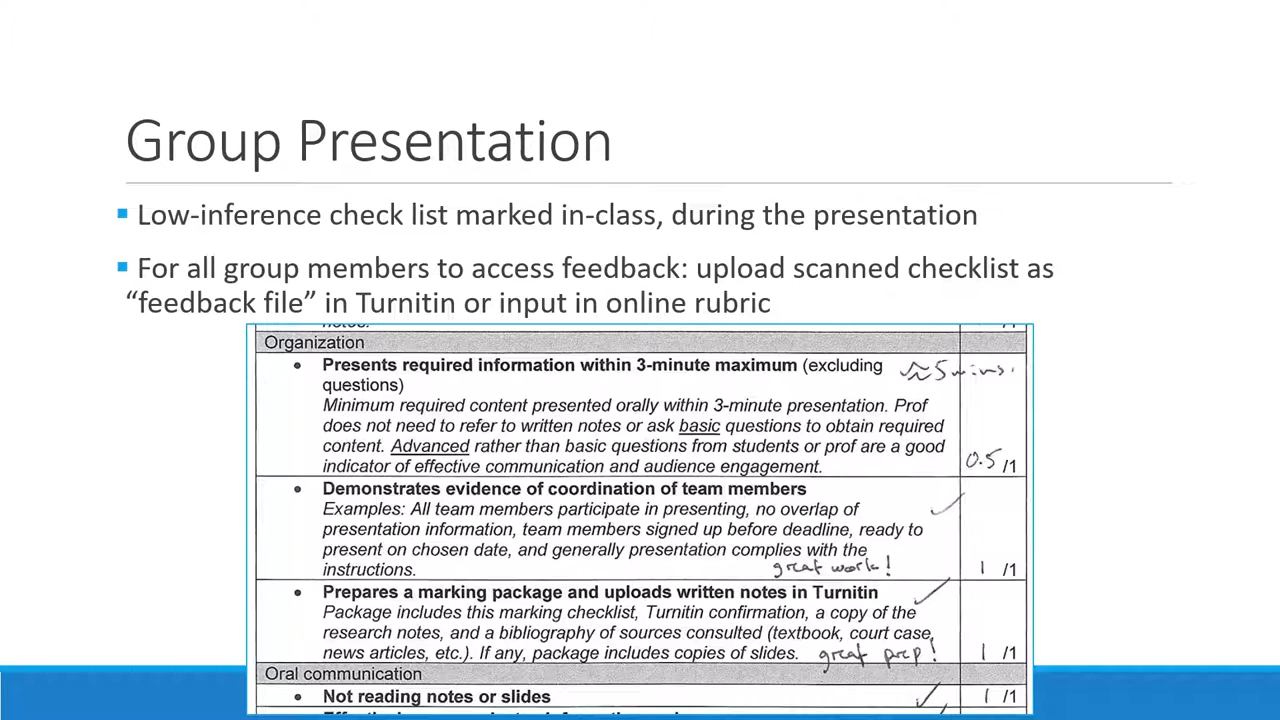 Group Presentation
▪ Low-inference check list marked in-class, during the presentation
▪ For all group members to access feedback: upload scanned checklist as
“feedback file” in Turnitin or input in online rubric
notes.
/1
Organization
• Presents required information within 3-minute maximum (excluding
questions)
≈5 mins.
Minimum required content presented orally within 3-minute presentation. Prof
does not need to refer to written notes or ask basic questions to obtain required
content. Advanced rather than basic questions from students or prof are a good
indicator of effective communication and audience engagement.
0.5 /1
• Demonstrates evidence of coordination of team members
Examples: All team members participate in presenting, no overlap of
presentation information, team members signed up before deadline, ready to
present on chosen date, and generally presentation complies with the
instructions.
great work!
1 /1
• Prepares a marking package and uploads written notes in Turnitin
Package includes this marking checklist, Turnitin confirmation, a copy of the
research notes, and a bibliography of sources consulted (textbook, court case,
news articles, etc.). If any, package includes copies of slides.
great prep!
1 /1
Oral communication
• Not reading notes or slides
1 /1